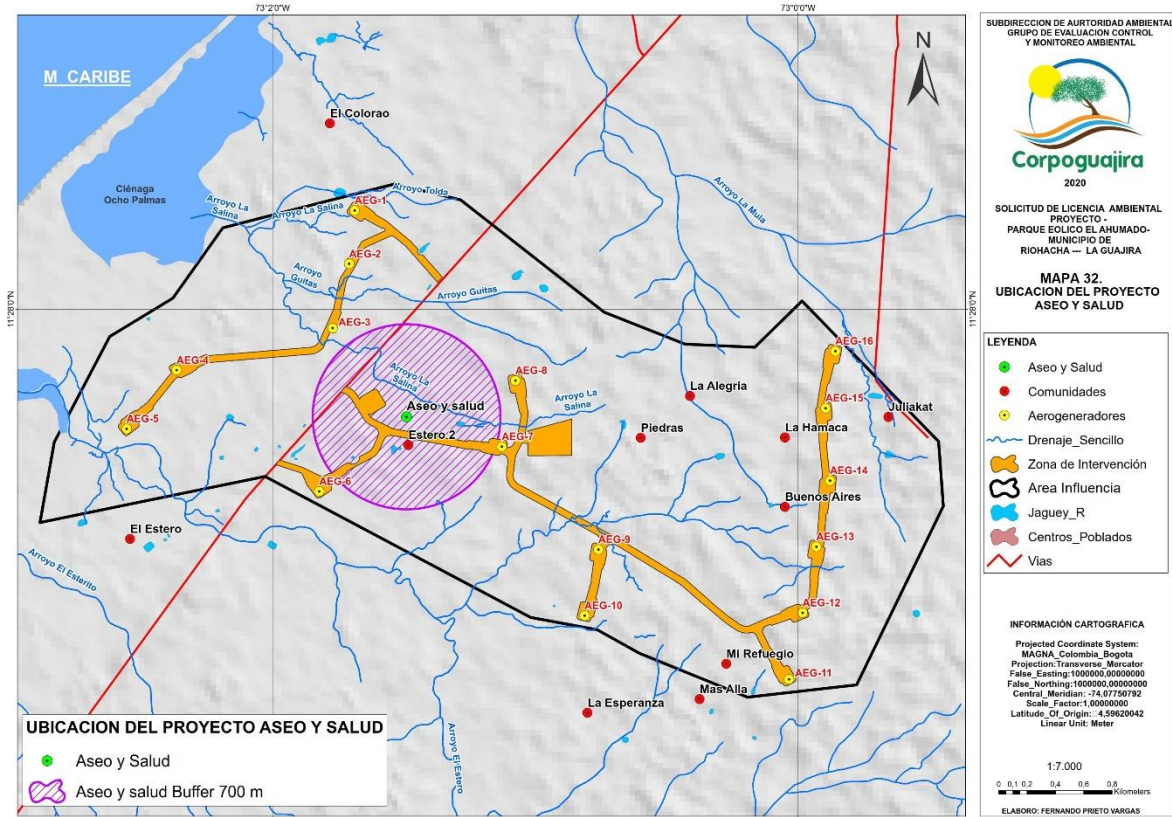 73°2'0"W
73°0'0"W
M_CARIBE
N
El Colorao
Ciénaga
Ocho Palmas
Arroyo La
Salina
Arroyo La Salina
Arroyo Tolda
AEG-1
Arroyo La Mula
AEG-2
Arroyo
Guitas
Arroyo Guitas
11°28'0"N
11°28'0"N
AEG-3
AEG-16
AEG-4
Arroyo La
Salina
AEG-8
La Alegria
AEG-15
Juliakat
Aseo y salud
Arroyo La
Salina
AEG-5
Estero 2
AEG-7
Piedras
La Hamaca
AEG-6
AEG-14
Buenos Aires
El Estero
AEG-9
AEG-13
Arroyo El Esterito
AEG-10
AEG-12
Mi Refuegio
AEG-11
Mas Alla
La Esperanza
Arroyo El Estero
UBICACION DEL PROYECTO ASEO Y SALUD
Aseo y Salud
Aseo y salud Buffer 700 m
SUBDIRECCION DE AURTORIDAD AMBIENTAL
GRUPO DE EVALUACION CONTROL
Y MONITOREO AMBIENTAL
Corpoguajira
2020
SOLICITUD DE LICENCIA AMBIENTAL
PROYECTO -
PARQUE EOLICO EL AHUMADO-
MUNICIPIO DE
RIOHACHA --- LA GUAJIRA
MAPA 32.
UBICACION DEL PROYECTO
ASEO Y SALUD
LEYENDA
Aseo y Salud
Comunidades
Aerogeneradores
Drenaje_Sencillo
Zona de Intervención
Area Influencia
Jaguey_R
Centros_Poblados
Vias
INFORMACIÓN CARTOGRAFICA
Projected Coordinate System:
MAGNA_Colombia_Bogota
Projection:Transverse_Mercator
False_Easting:1000000,00000000
False_Northing:1000000,00000000
Central_Meridian: -74,07750792
Scale_Factor:1,00000000
Latitude_Of_Origin: 4,59620042
Linear Unit: Meter
1:7.000
0 0,1 0,2 0,4 0,6 0,8
Kilometers
ELABORO: FERNANDO PRIETO VARGAS